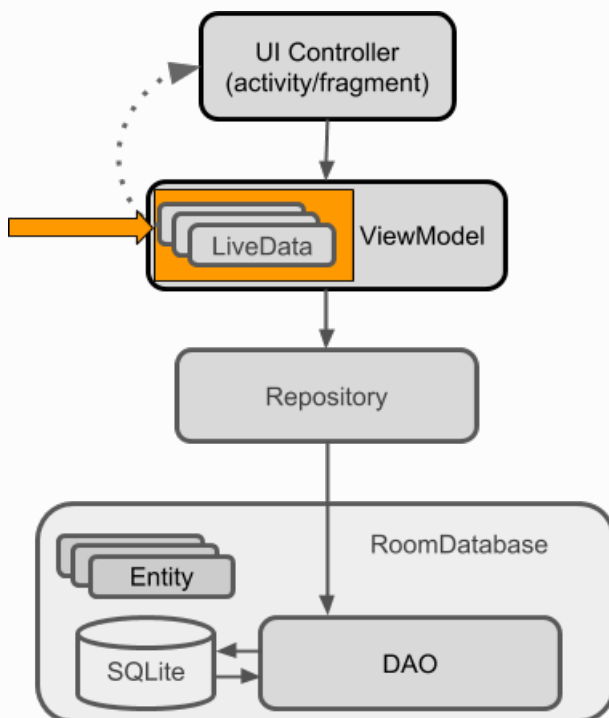 UI Controller
(activity/fragment)
LiveData
ViewModel
Repository
RoomDatabase
Entity
SQLite
DAO